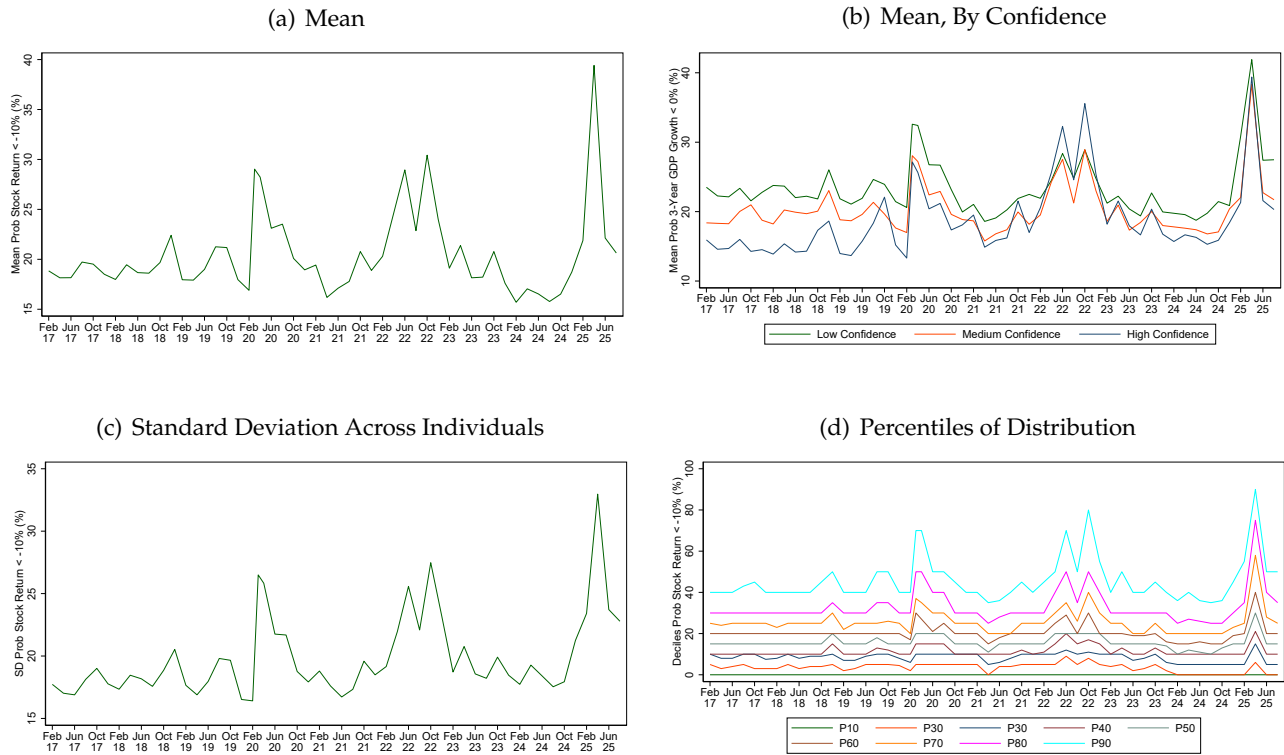 (a) Mean
Mean Prob Stock Return < -10% (%)
40
35
30
25
20
15
Feb Jun Oct Feb Jun Oct Feb Jun Oct Feb Jun Oct Feb Jun Oct Feb Jun Oct Feb Jun Oct Feb Jun Oct Feb Jun
17 17 17 18 18 18 19 19 19 20 20 20 21 21 21 22 22 22 23 23 23 24 24 24 25 25
(b) Mean, By Confidence
Mean Prob 3-Year GDP Growth < 0% (%)
40
30
20
10
Feb Jun Oct Feb Jun Oct Feb Jun Oct Feb Jun Oct Feb Jun Oct Feb Jun Oct Feb Jun Oct Feb Jun Oct Feb Jun
17 17 17 18 18 18 19 19 19 20 20 20 21 21 21 22 22 22 23 23 23 24 24 24 25 25
Low Confidence Medium Confidence High Confidence
(c) Standard Deviation Across Individuals
SD Prob Stock Return < -10% (%)
35
30
25
20
15
Feb Jun Oct Feb Jun Oct Feb Jun Oct Feb Jun Oct Feb Jun Oct Feb Jun Oct Feb Jun Oct Feb Jun Oct Feb Jun
17 17 17 18 18 18 19 19 19 20 20 20 21 21 21 22 22 22 23 23 23 24 24 24 25 25
(d) Percentiles of Distribution
Deciles Prob Stock Return < -10% (%)
100
80
60
40
20
0
Feb Jun Oct Feb Jun Oct Feb Jun Oct Feb Jun Oct Feb Jun Oct Feb Jun Oct Feb Jun Oct Feb Jun Oct Feb Jun
17 17 17 18 18 18 19 19 19 20 20 20 21 21 21 22 22 22 23 23 23 24 24 24 25 25
P10 P30 P30 P40 P50
P60 P70 P80 P90